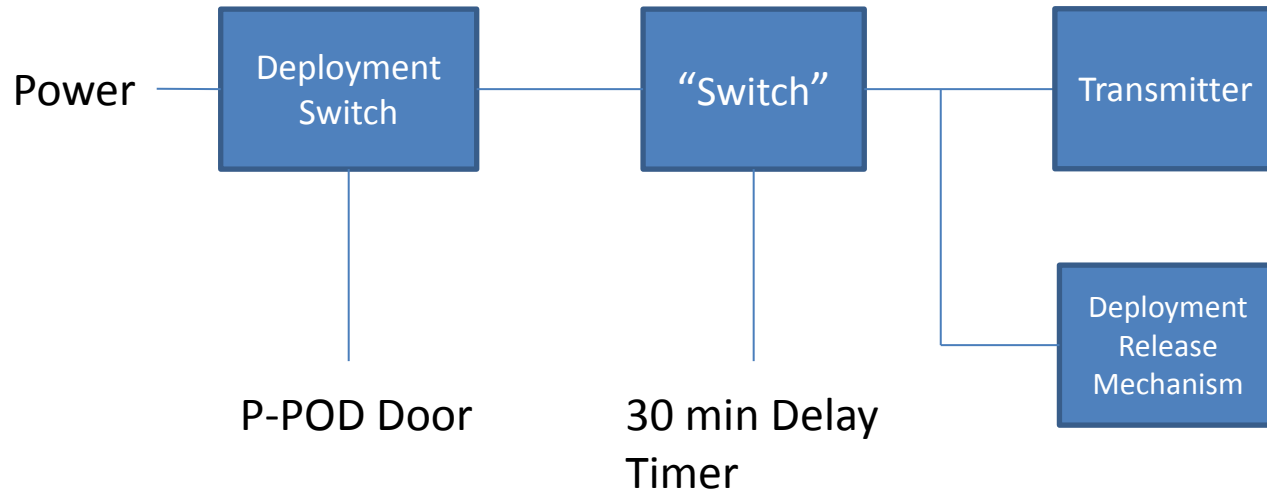 Power
Deployment
Switch
“Switch”
Transmitter
Deployment
Release
Mechanism
P-POD Door
30 min Delay
Timer